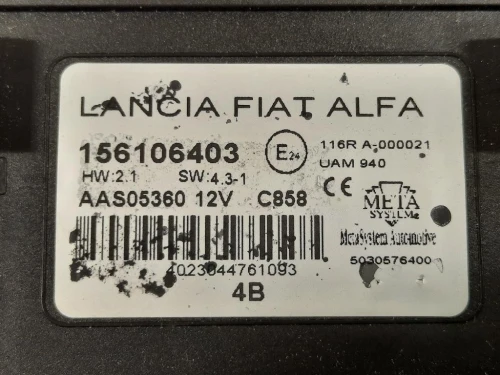 LANCIA FIAT ALFA
156106403
E24
116R A-000021
UAM 940
HW:2.1 SW:4.3-1
CE
META
SYSTEM
AAS05360 12V C858
MetaSystem Automotive
5030576400
4023044761093
4B